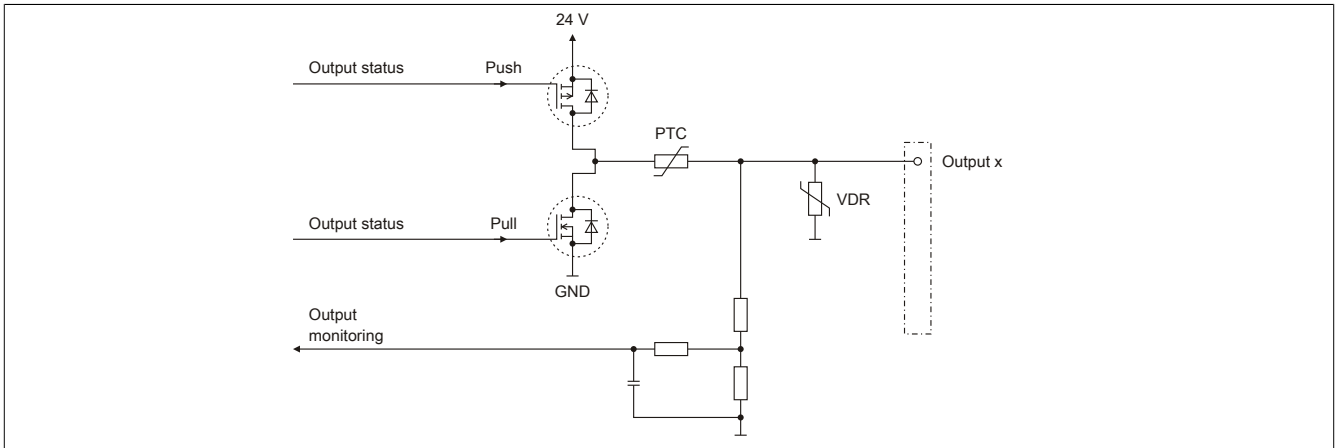 24 V
Output status
Push
PTC
Output x
VDR
Output status
Pull
GND
Output
monitoring